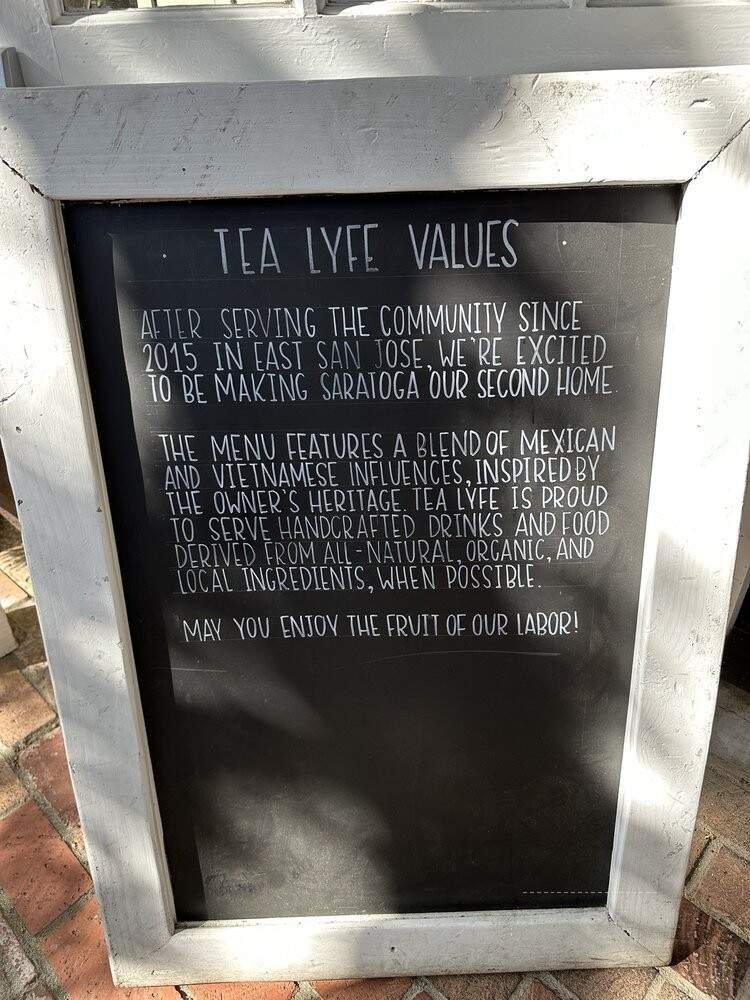 TEA LYFE VALUES
AFTER SERVING THE COMMUNITY SINCE
2015 IN EAST SAN JOSE, WE'RE EXCITED
TO BE MAKING SARATOGA OUR SECOND HOME.
THE MENU FEATURES A BLEND OF MEXICAN
AND VIETNAMESE INFLUENCES, INSPIRED BY
THE OWNER'S HERITAGE. TEA LYFE IS PROUD
TO SERVE HANDCRAFTED DRINKS AND FOOD
DERIVED FROM ALL-NATURAL, ORGANIC, AND
LOCAL INGREDIENTS, WHEN POSSIBLE.
MAY YOU ENJOY THE FRUIT OF OUR LABOR!